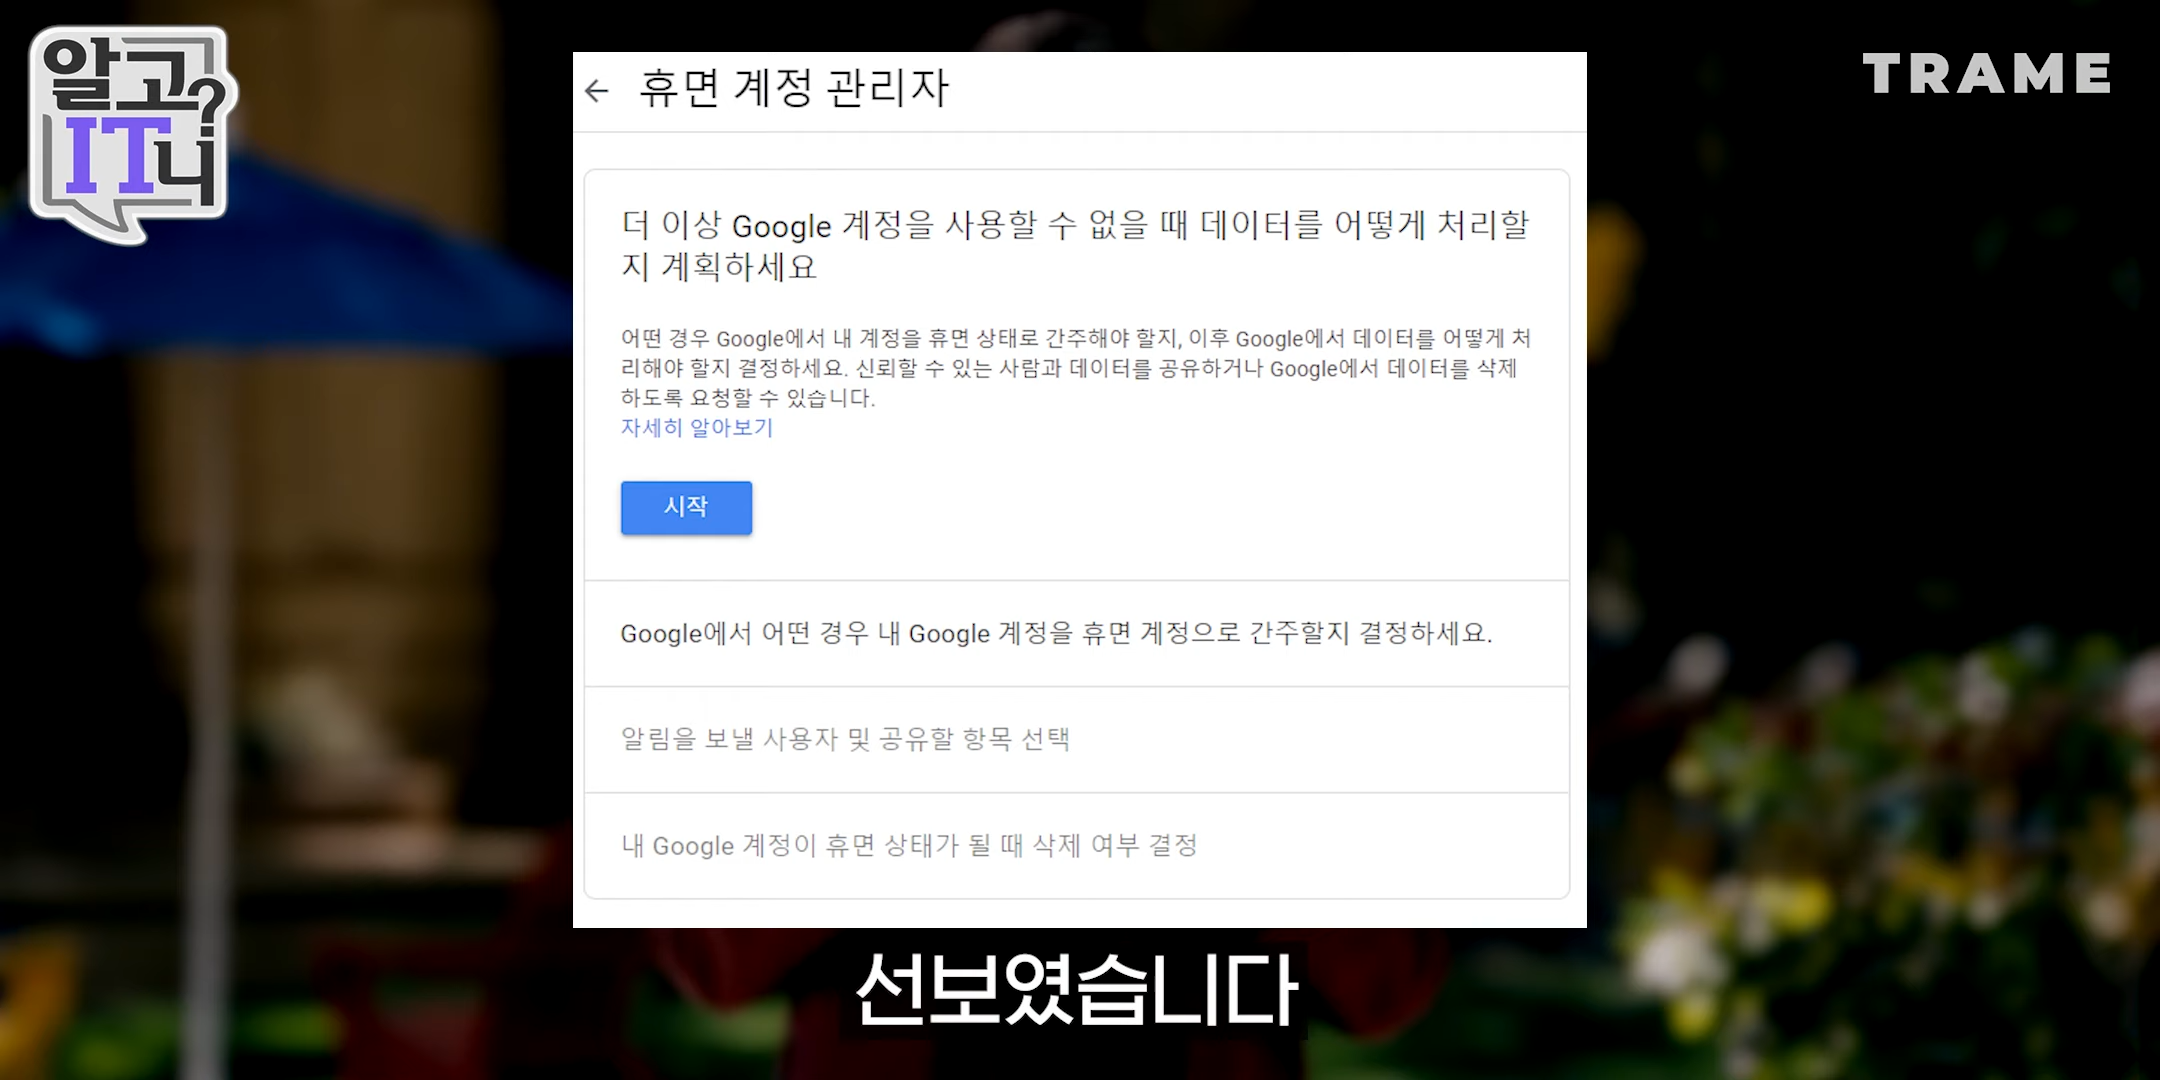 알고?
IT니
TRAME
휴면 계정 관리자
더 이상 Google 계정을 사용할 수 없을 때 데이터를 어떻게 처리할
지 계획하세요
어떤 경우 Google에서 내 계정을 휴면 상태로 간주해야 할지, 이후 Google에서 데이터를 어떻게 처
리해야 할지 결정하세요. 신뢰할 수 있는 사람과 데이터를 공유하거나 Google에서 데이터를 삭제
하도록 요청할 수 있습니다.
자세히 알아보기
시작
Google에서 어떤 경우 내 Google 계정을 휴면 계정으로 간주할지 결정하세요.
알림을 보낼 사용자 및 공유할 항목 선택
내 Google 계정이 휴면 상태가 될 때 삭제 여부 결정
선보였습니다